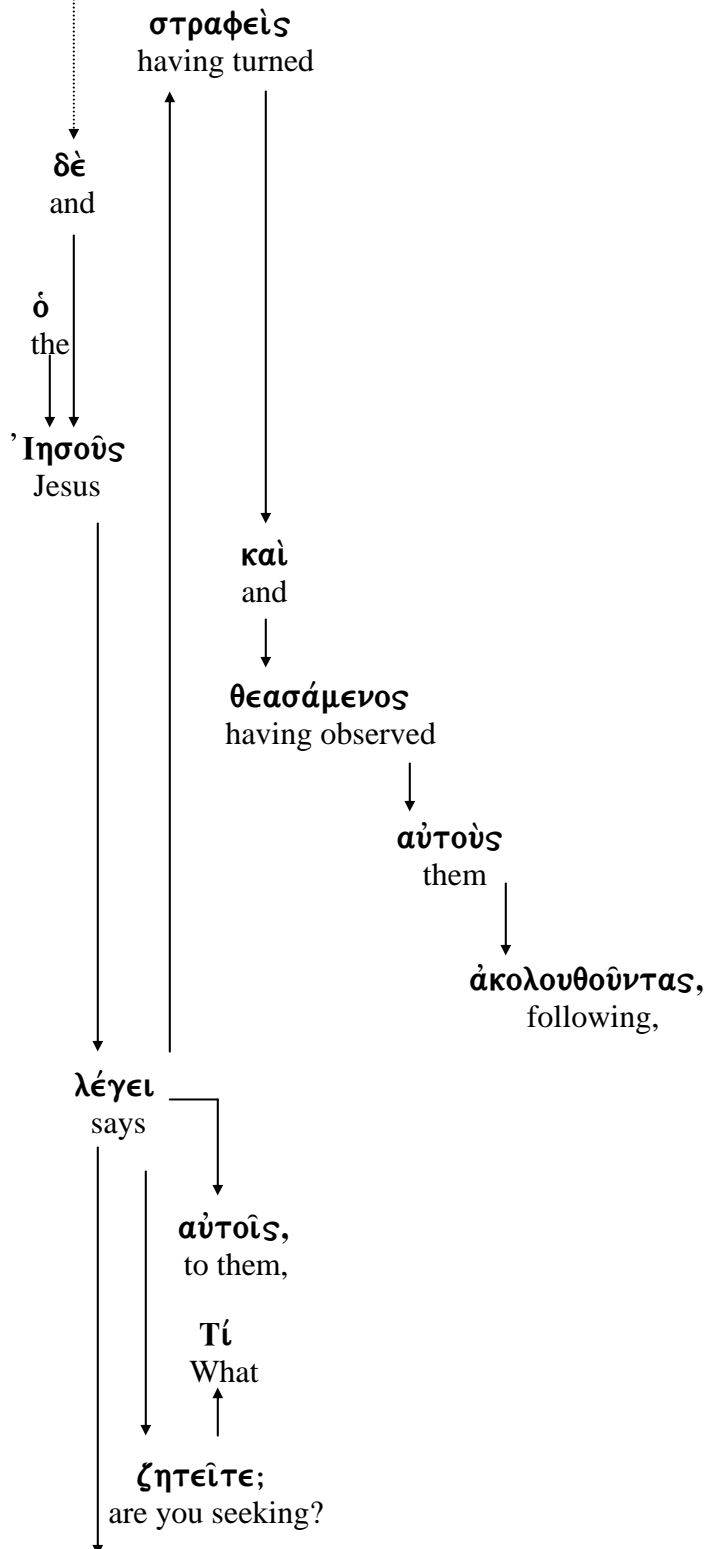 στραφεὶς
having turned
δὲ
and
ὁ
the
Ἰησοῦς
Jesus
καὶ
and
θεασάμενος
having observed
αὐτοὺς
them
ἀκολουθοῦντας,
following,
λέγει
says
αὐτοῖς,
to them,
Τί
What
ζητεῖτε;
are you seeking?